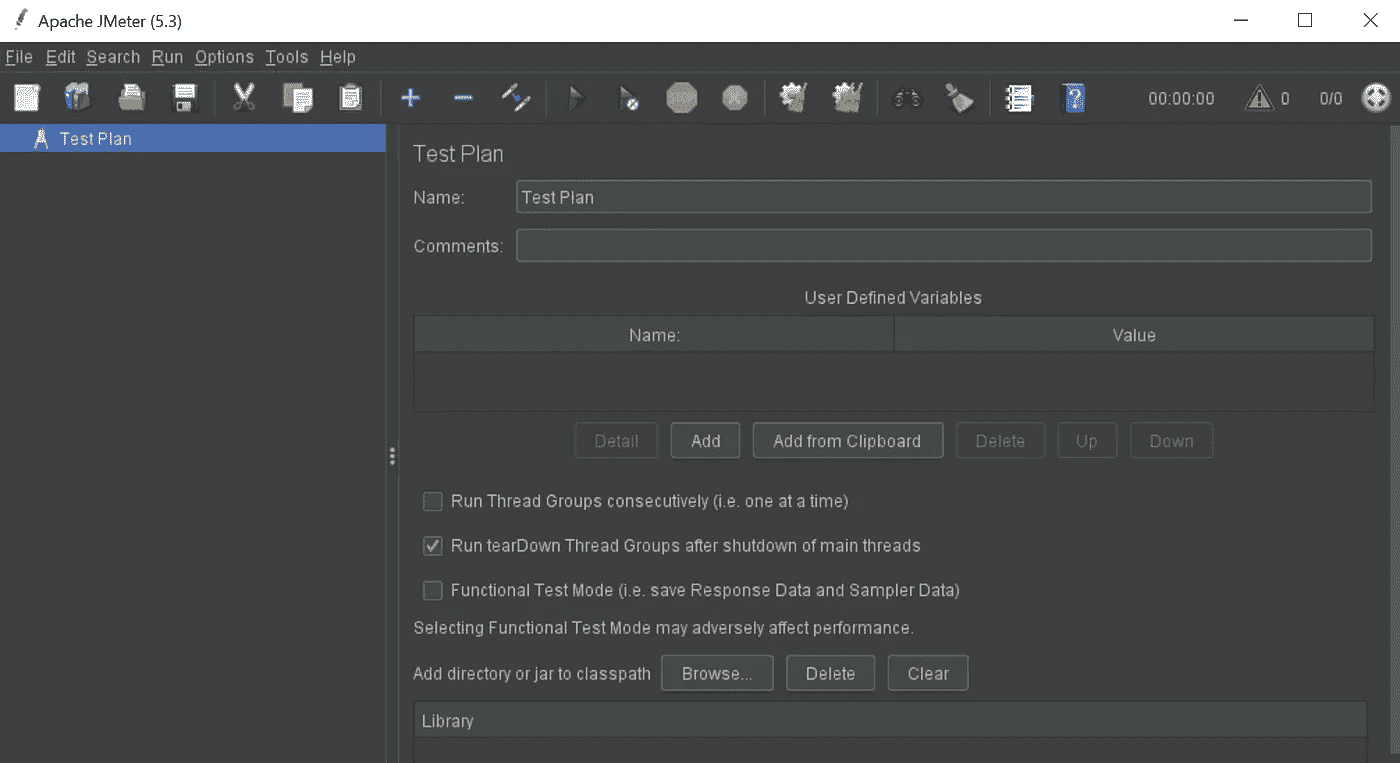 Apache JMeter (5.3)
File Edit Search Run Options Tools Help
00:00:00 0 0/0
Test Plan
Test Plan
Name: Test Plan
Comments:
User Defined Variables
Name: Value
Detail Add Add from Clipboard Delete Up Down
Run Thread Groups consecutively (i.e. one at a time)
Run tearDown Thread Groups after shutdown of main threads
Functional Test Mode (i.e. save Response Data and Sampler Data)
Selecting Functional Test Mode may adversely affect performance.
Add directory or jar to classpath Browse... Delete Clear
Library